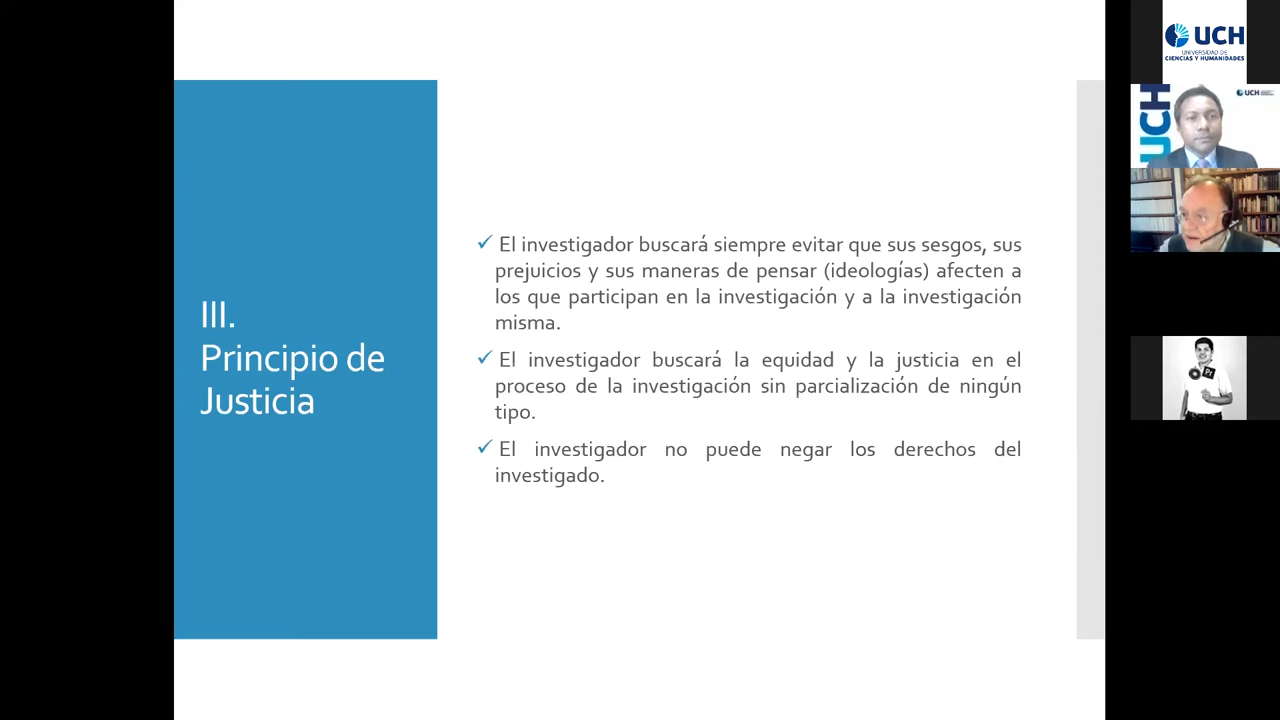 III.
Principio de
Justicia
✓ El investigador buscará siempre evitar que sus sesgos, sus
prejuicios y sus maneras de pensar (ideologías) afecten a
los que participan en la investigación y a la investigación
misma.
✓ El investigador buscará la equidad y la justicia en el
proceso de la investigación sin parcialización de ningún
tipo.
✓ El investigador no puede negar los derechos del
investigado.
UCH
UNIVERSIDAD DE
CIENCIAS Y HUMANIDADES
UCH
UCH
Pr